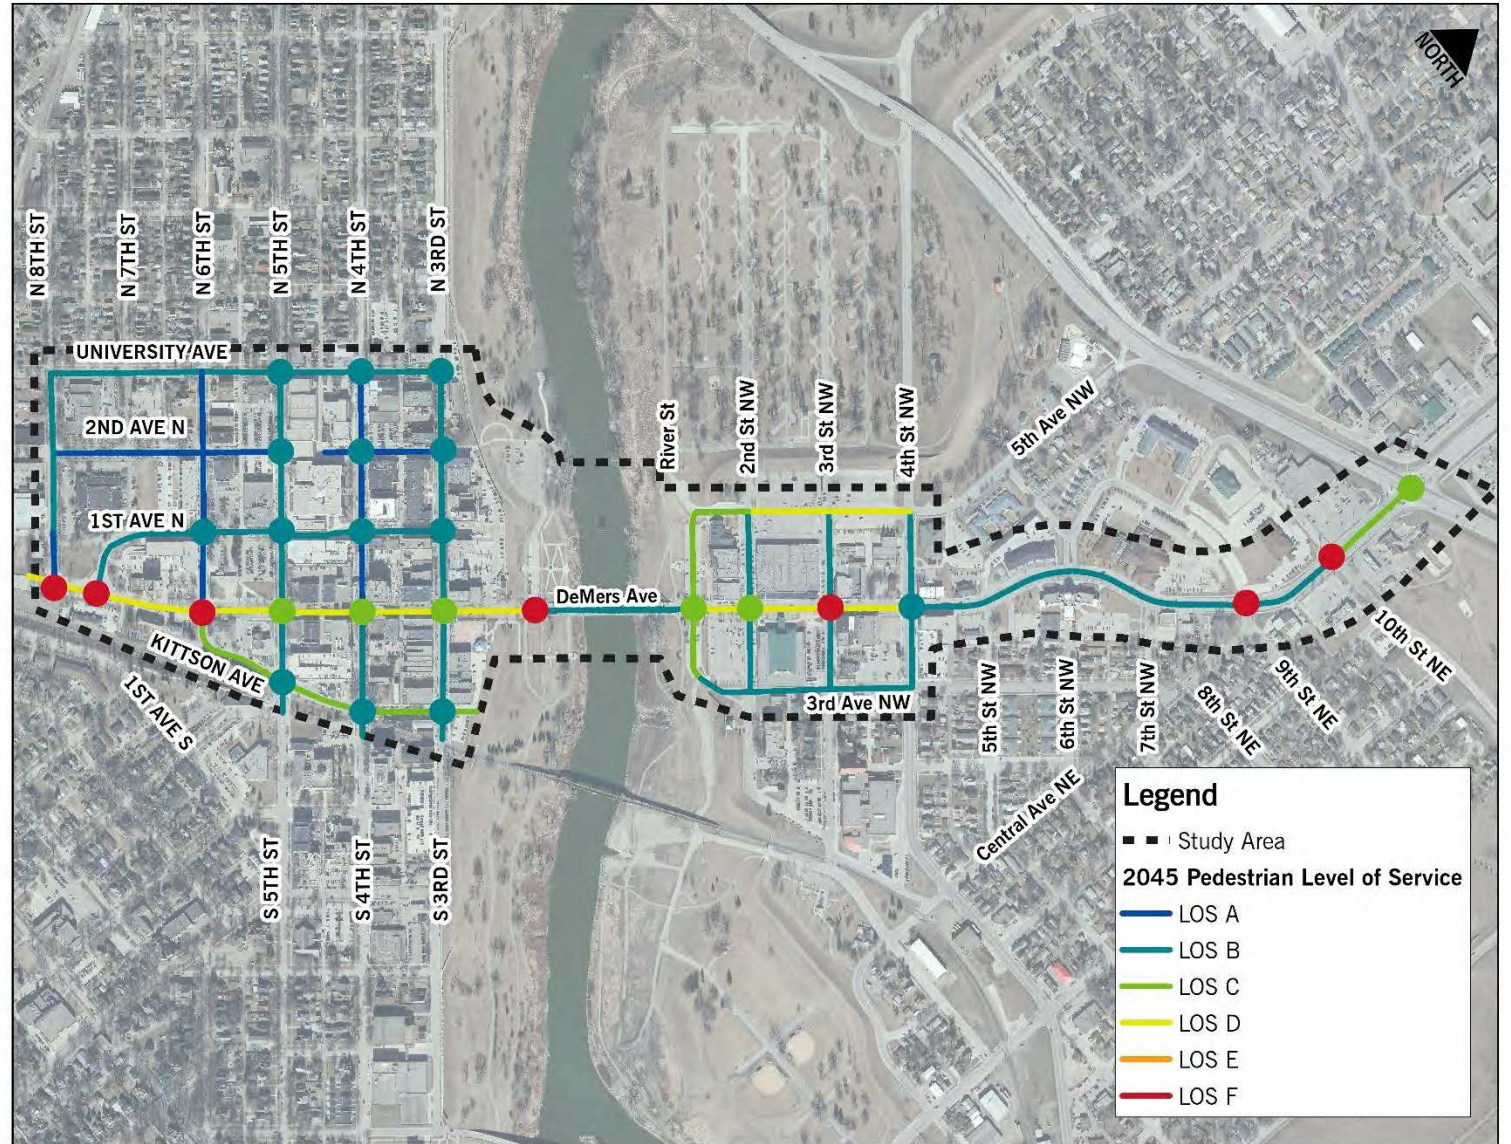 NORTH
N 8TH ST
N 7TH ST
N 6TH ST
N 5TH ST
N 4TH ST
N 3RD ST
UNIVERSITY AVE
2ND AVE N
1ST AVE N
KITTSON AVE
1ST AVE S
S 5TH ST
S 4TH ST
S 3RD ST
DeMers Ave
River St
2nd St NW
3rd St NW
4th St NW
5th Ave NW
3rd Ave NW
5th St NW
6th St NW
7th St NW
8th St NE
9th St NE
10th St NE
Central Ave NE
Legend
Study Area
2045 Pedestrian Level of Service
LOS A
LOS B
LOS C
LOS D
LOS E
LOS F